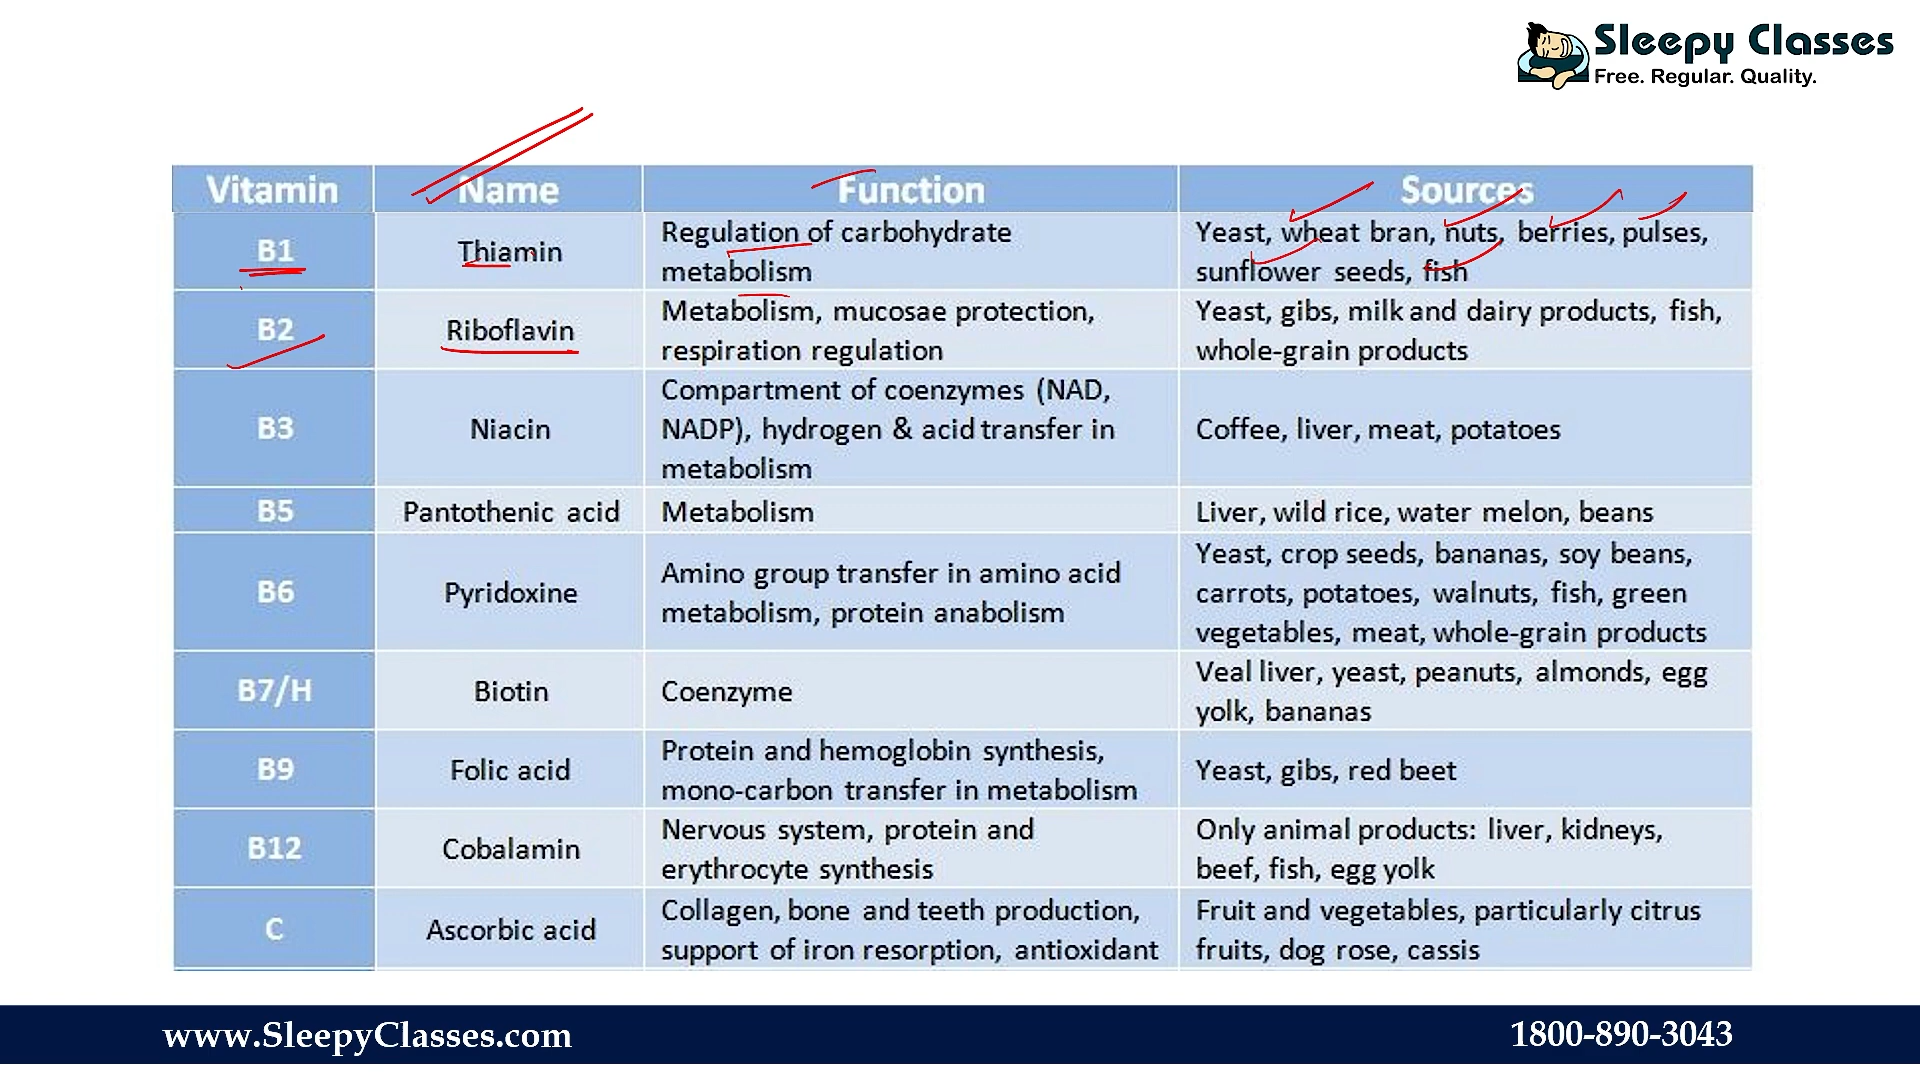 Sleepy Classes
Free. Regular. Quality.
Vitamin Name Function Sources
B1 Thiamin Regulation of carbohydrate Yeast, wheat bran, nuts, berries, pulses,
metabolism sunflower seeds, fish
B2 Riboflavin Metabolism, mucosae protection, Yeast, gibs, milk and dairy products, fish,
respiration regulation whole-grain products
Compartment of coenzymes (NAD,
B3 Niacin NADP), hydrogen & acid transfer in Coffee, liver, meat, potatoes
metabolism
B5 Pantothenic acid Metabolism Liver, wild rice, water melon, beans
Yeast, crop seeds, bananas, soy beans,
B6 Pyridoxine Amino group transfer in amino acid carrots, potatoes, walnuts, fish, green
metabolism, protein anabolism vegetables, meat, whole-grain products
B7/H Biotin Coenzyme Veal liver, yeast, peanuts, almonds, egg
yolk, bananas
B9 Folic acid Protein and hemoglobin synthesis, Yeast, gibs, red beet
mono-carbon transfer in metabolism
B12 Cobalamin Nervous system, protein and Only animal products: liver, kidneys,
erythrocyte synthesis beef, fish, egg yolk
C Ascorbic acid Collagen, bone and teeth production, Fruit and vegetables, particularly citrus
support of iron resorption, antioxidant fruits, dog rose, cassis
www.SleepyClasses.com 1800-890-3043